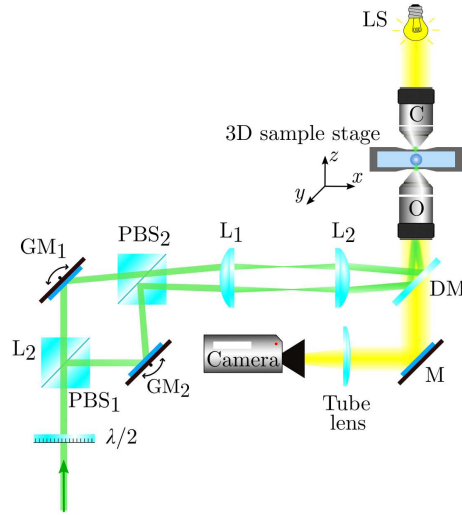 LS
C
3D sample stage
z
x
y
O
PBS2
L1
L2
GM1
DM
L2
Camera
M
GM2
PBS1
Tube
lens
λ/2